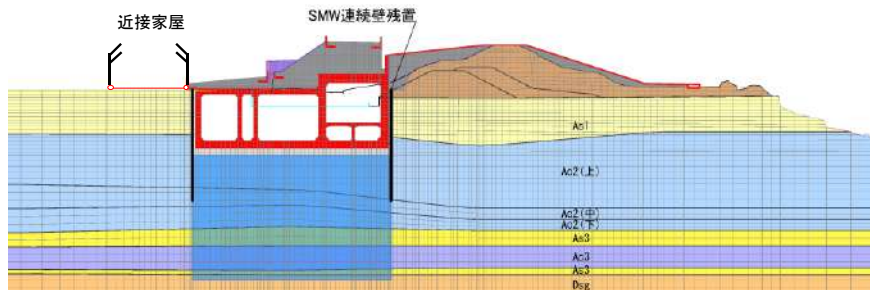 SMW連続壁残置
近接家屋
As1
Ac2(上)
Ac2(中)
Ac2(下)
As3
Ac3
As3
Dsg